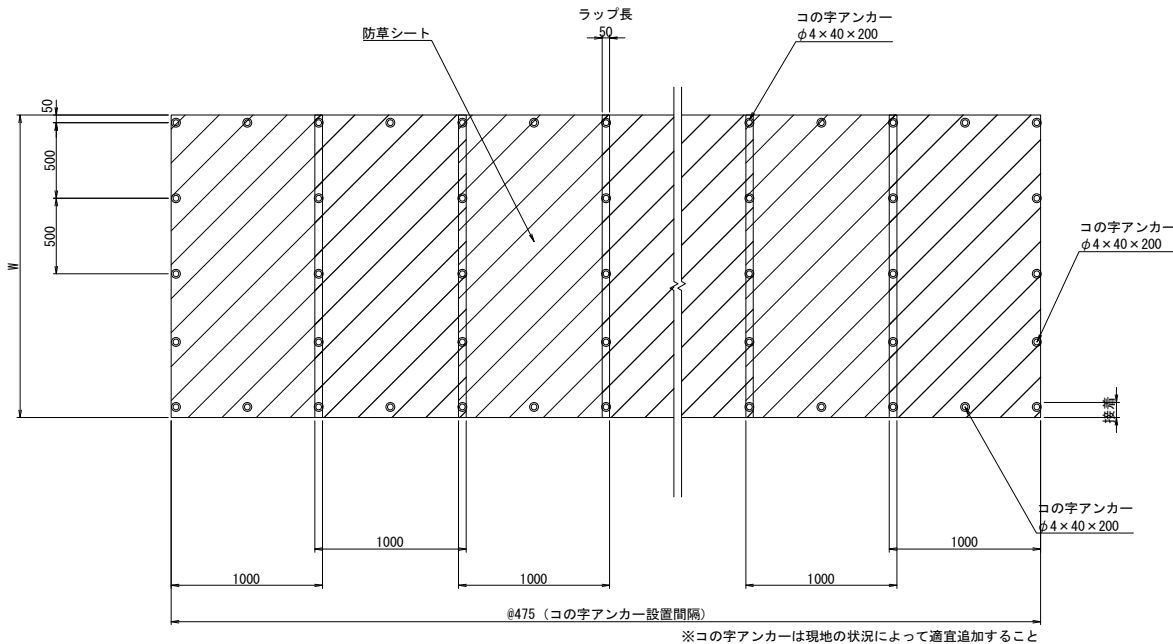 ラップ長
50
コの字アンカー
φ4×40×200
防草シート
50
500
500
W
コの字アンカー
φ4×40×200
接着
コの字アンカー
φ4×40×200
1000
1000
1000
1000
1000
@475（コの字アンカー設置間隔）
※コの字アンカーは現地の状況によって適宜追加すること